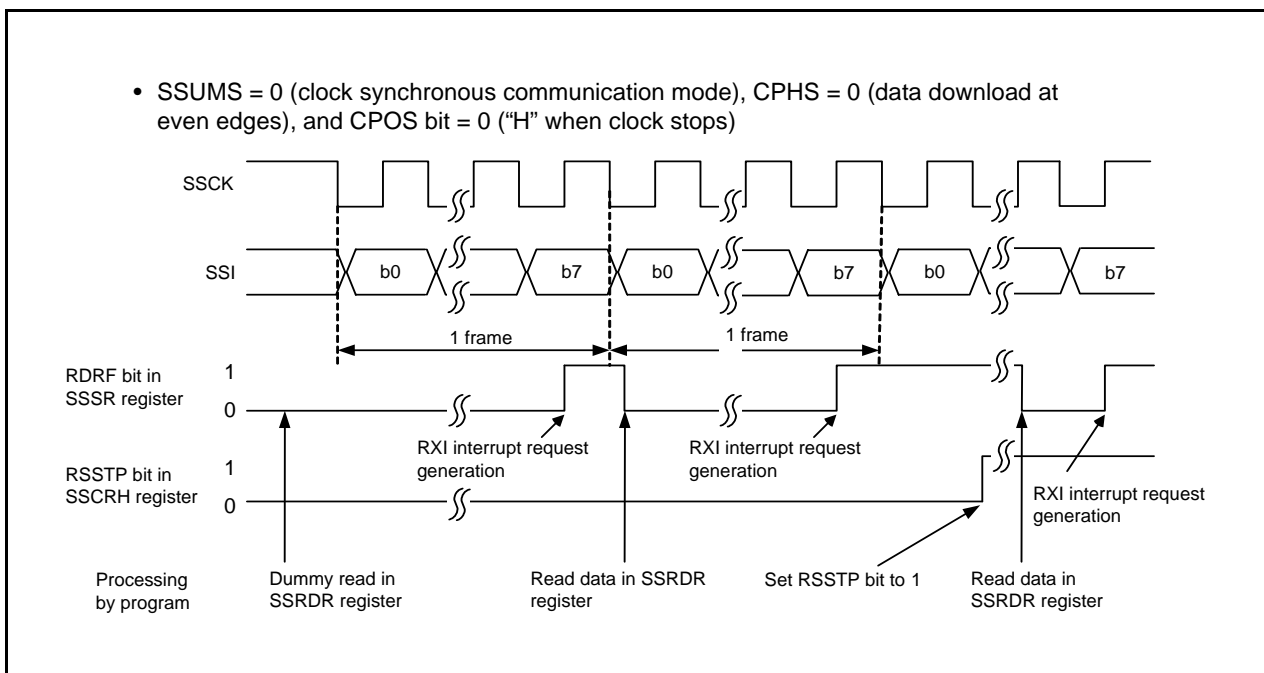 • SSUMS = 0 (clock synchronous communication mode), CPHS = 0 (data download at
even edges), and CPOS bit = 0 (“H” when clock stops)
SSCK
SSI
b0
b7
b0
b7
b0
b7
1 frame
1 frame
RDRF bit in
SSSR register
1
0
RXI interrupt request
generation
RXI interrupt request
generation
RXI interrupt request
generation
RSSTP bit in
SSCRH register
1
0
Processing
by program
Dummy read in
SSRDR register
Read data in SSRDR
register
Set RSSTP bit to 1
Read data in
SSRDR register